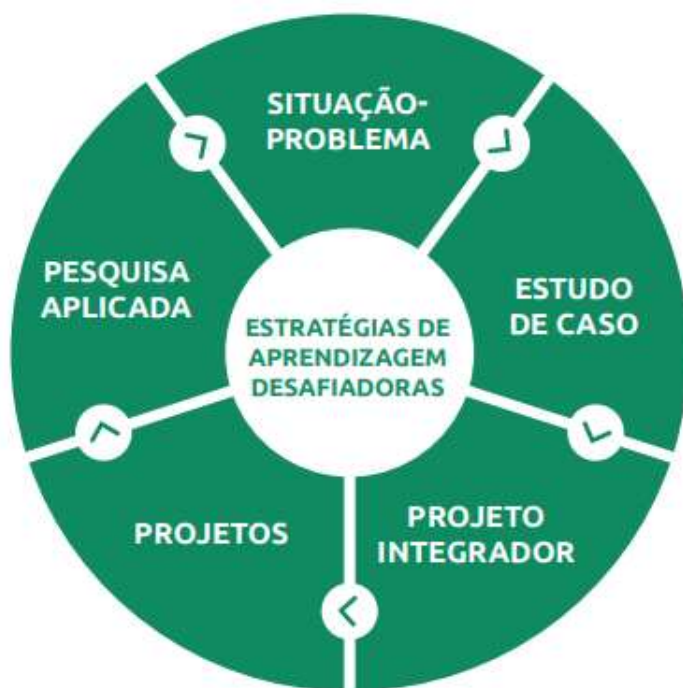 SITUAÇÃO-
PROBLEMA
ESTUDO
DE CASO
PROJETO
INTEGRADOR
PROJETOS
PESQUISA
APLICADA
ESTRATÉGIAS DE
APRENDIZAGEM
DESAFIADORAS